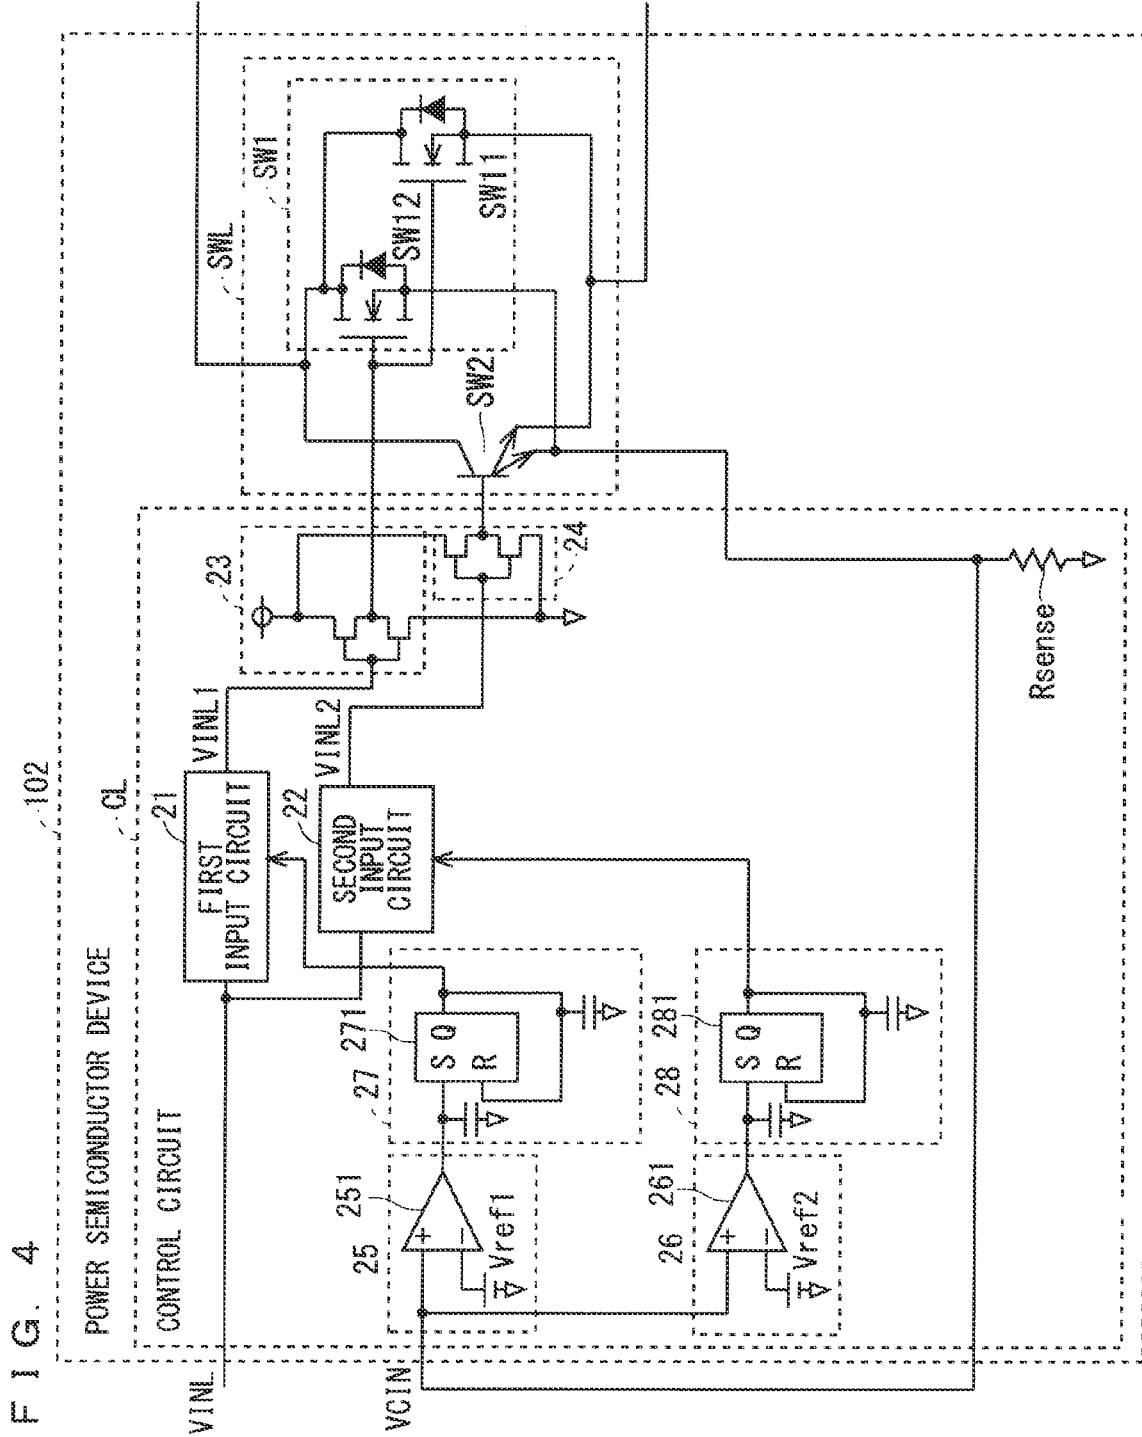 FIG. 4
102
POWER SEMICONDUCTOR DEVICE
CL
CONTROL CIRCUIT
VINL
21
FIRST
INPUT CIRCUIT
VINL1
22
SECOND
INPUT
CIRCUIT
VINL2
23
24
SWL
SW1
SW12
SW11
SW2
VCIN
25
251
+
−
Vref1
27
271
S Q
R
26
261
+
−
Vref2
28
281
S Q
R
Rsense